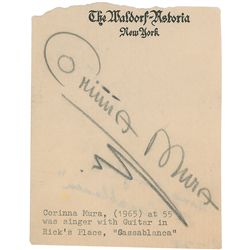 The Waldorf-Astoria
New York
Corinna Mura
Corinna Mura, (1965) at 55
was singer with Guitar in
Rick's Place, "Cassablanca"